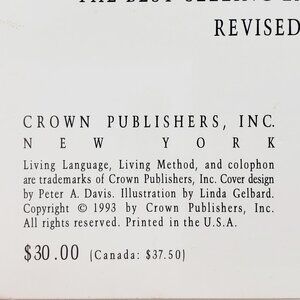 REVISED
CROWN PUBLISHERS, INC.
NEW YORK
Living Language, Living Method, and colophon
are trademarks of Crown Publishers, Inc. Cover design
by Peter A. Davis. Illustration by Linda Gelbard.
Copyright © 1993 by Crown Publishers, Inc.
All rights reserved. Printed in the U.S.A.
$30.00 (Canada: $37.50)